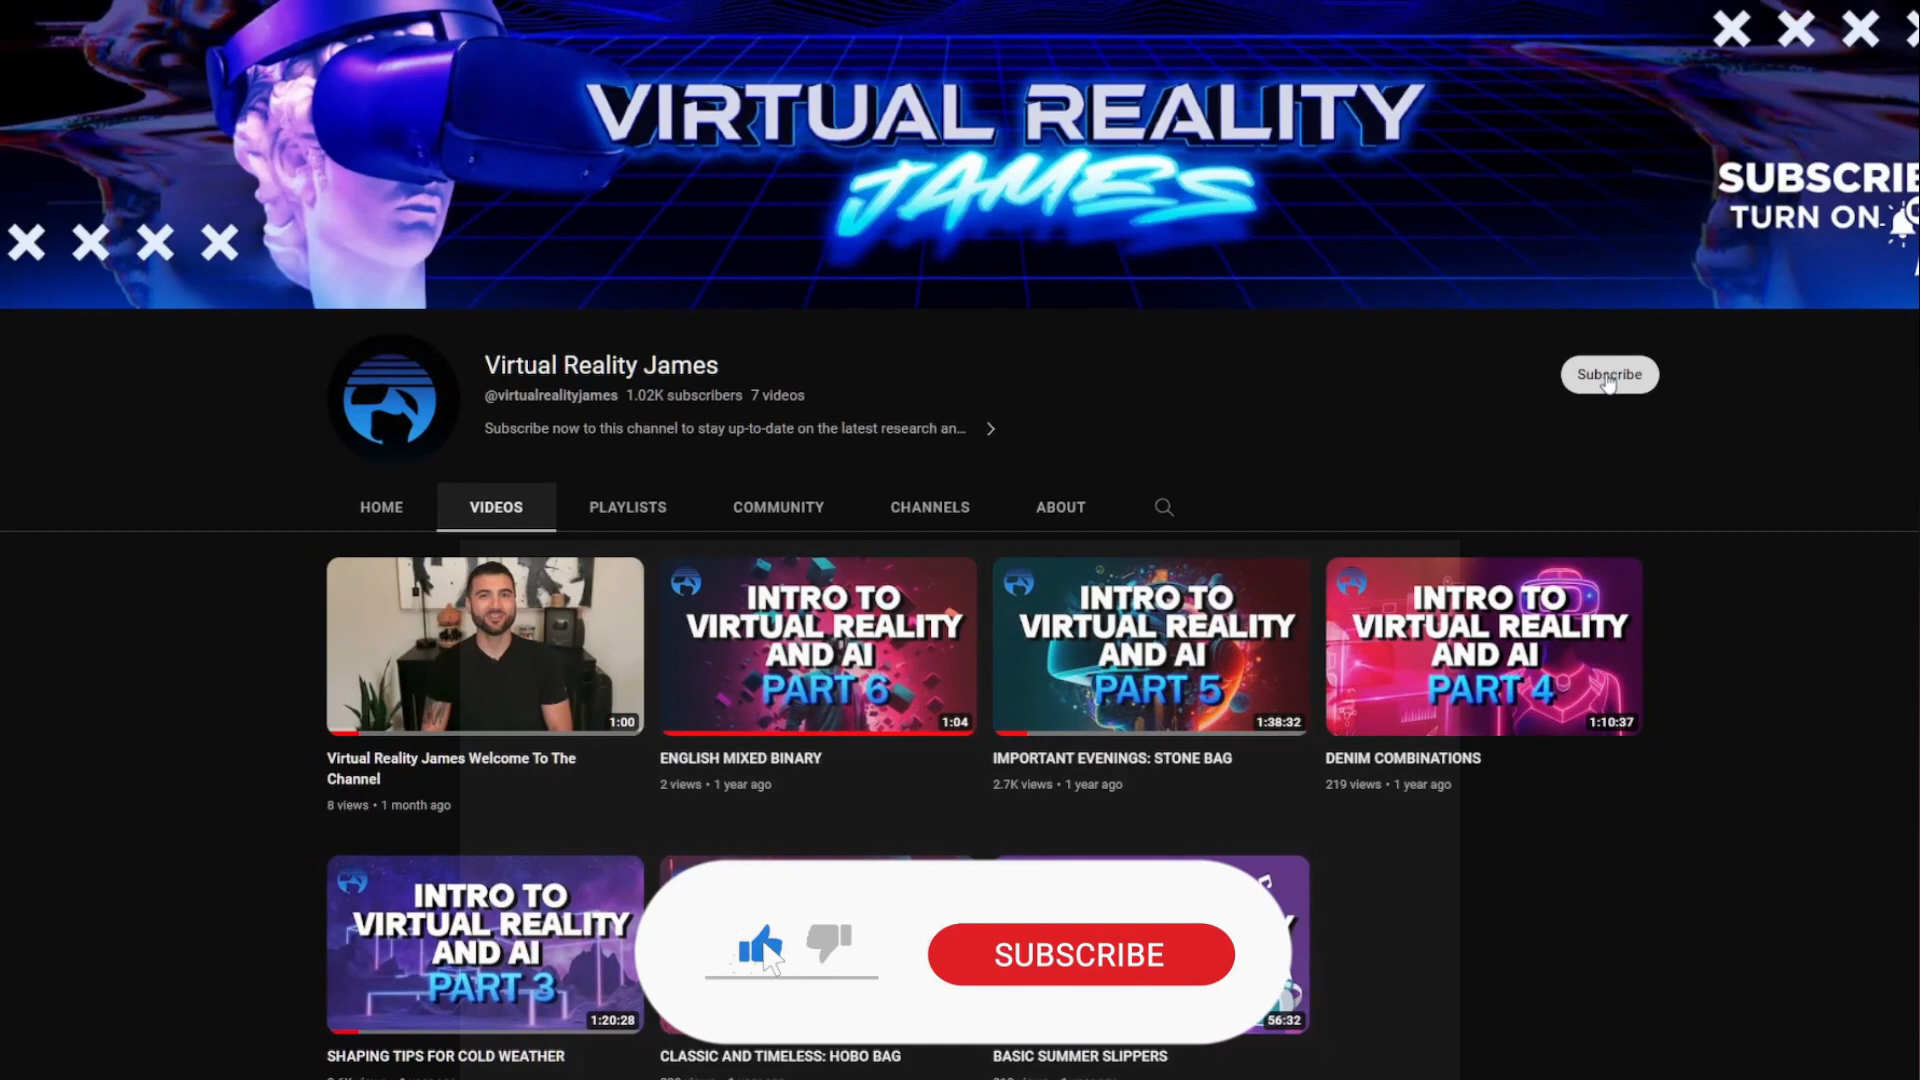 VIRTUAL REALITY
JAMES
SUBSCRIBE
TURN ON
Virtual Reality James
@virtualrealityjames 1.02K subscribers 7 videos
Subscribe now to this channel to stay up-to-date on the latest research an...
Subscribe
HOME VIDEOS PLAYLISTS COMMUNITY CHANNELS ABOUT
1:00
INTRO TO
VIRTUAL REALITY
AND AI
PART 6
1:04
INTRO TO
VIRTUAL REALITY
AND AI
PART 5
1:38:32
INTRO TO
VIRTUAL REALITY
AND AI
PART 4
1:10:37
Virtual Reality James Welcome To The
Channel
8 views • 1 month ago
ENGLISH MIXED BINARY
2 views • 1 year ago
IMPORTANT EVENINGS: STONE BAG
2.7K views • 1 year ago
DENIM COMBINATIONS
219 views • 1 year ago
INTRO TO
VIRTUAL REALITY
AND AI
PART 3
1:20:28
SUBSCRIBE
56:32
SHAPING TIPS FOR COLD WEATHER
CLASSIC AND TIMELESS: HOBO BAG
BASIC SUMMER SLIPPERS